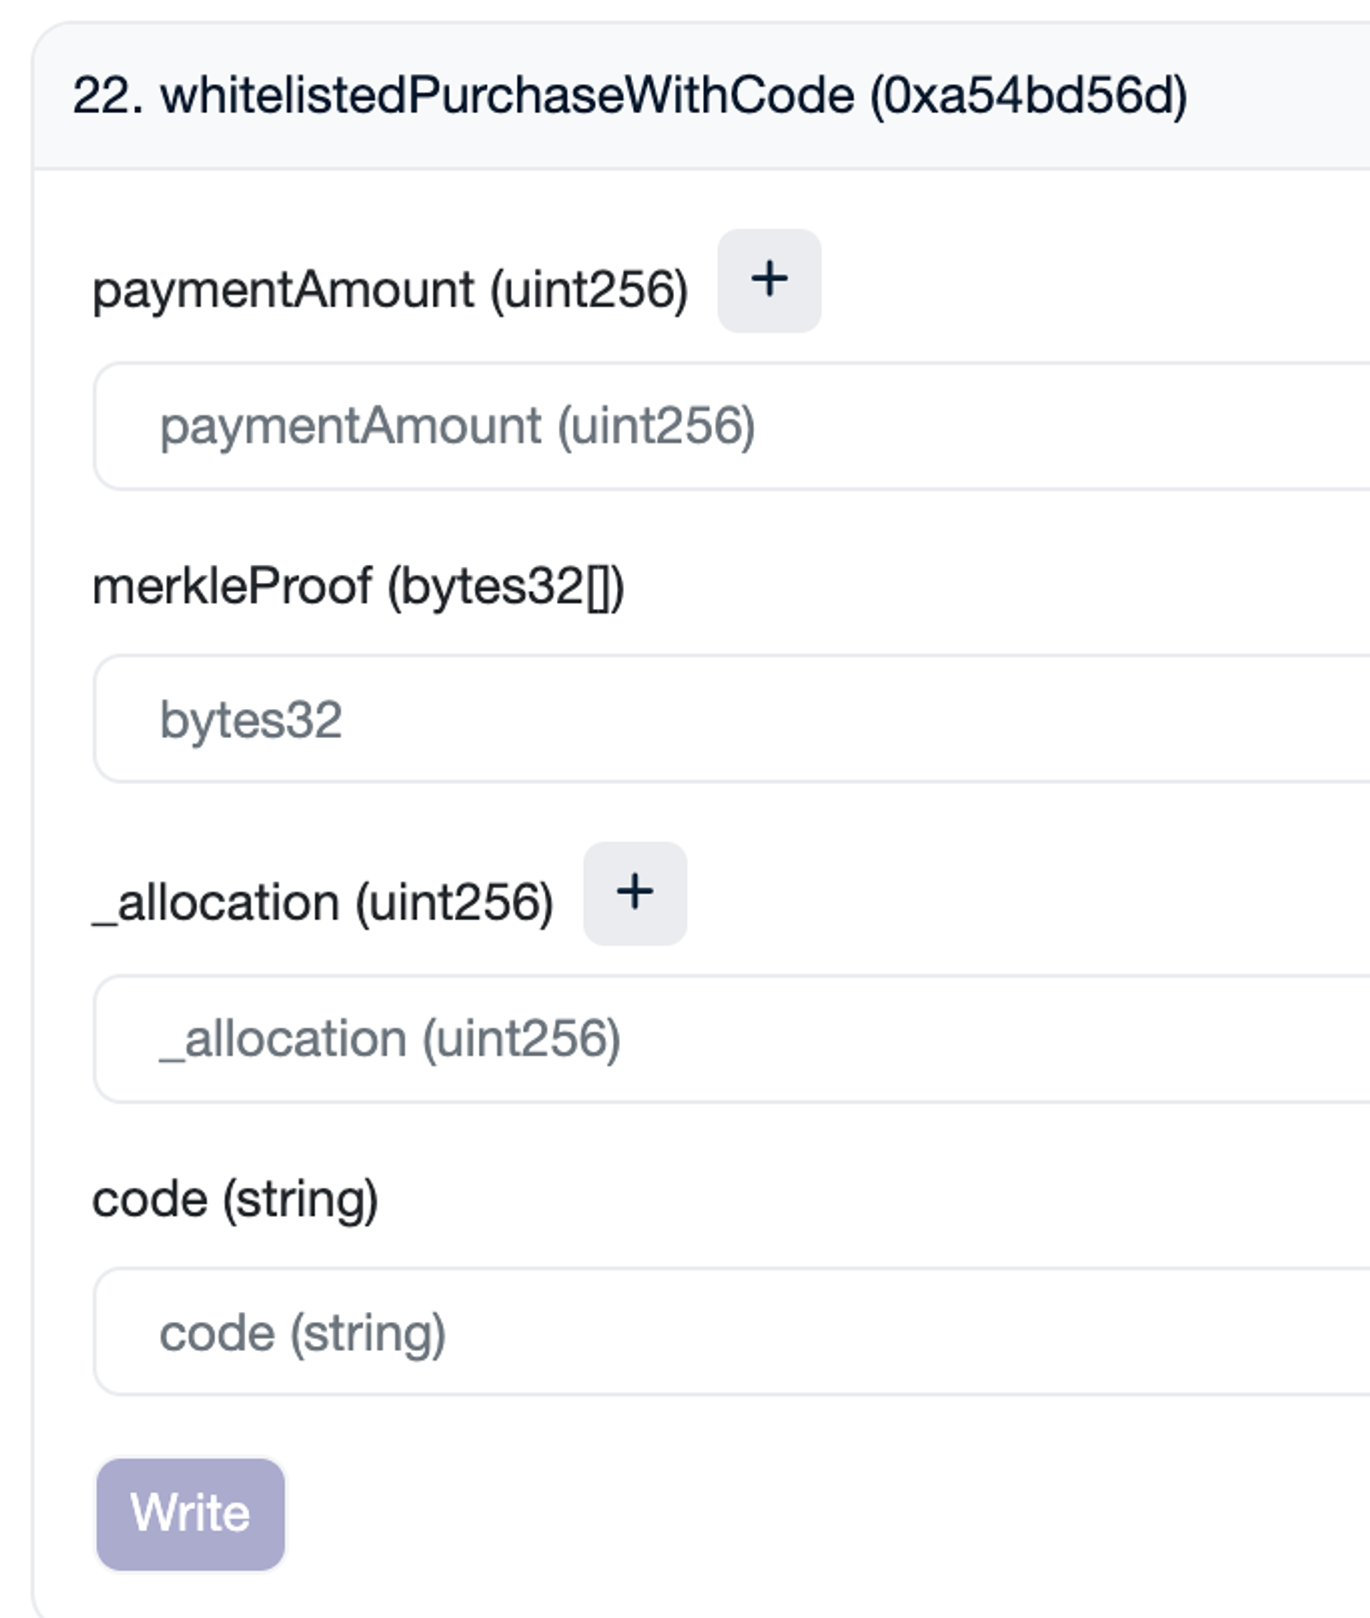 22. whitelistedPurchaseWithCode (0xa54bd56d)
paymentAmount (uint256) +
paymentAmount (uint256)
merkleProof (bytes32[])
bytes32
_allocation (uint256) +
_allocation (uint256)
code (string)
code (string)
Write